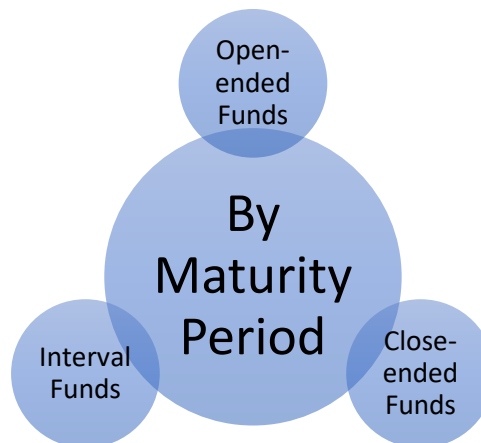 Open-
ended
Funds
By
Maturity
Period
Interval
Funds
Close-
ended
Funds